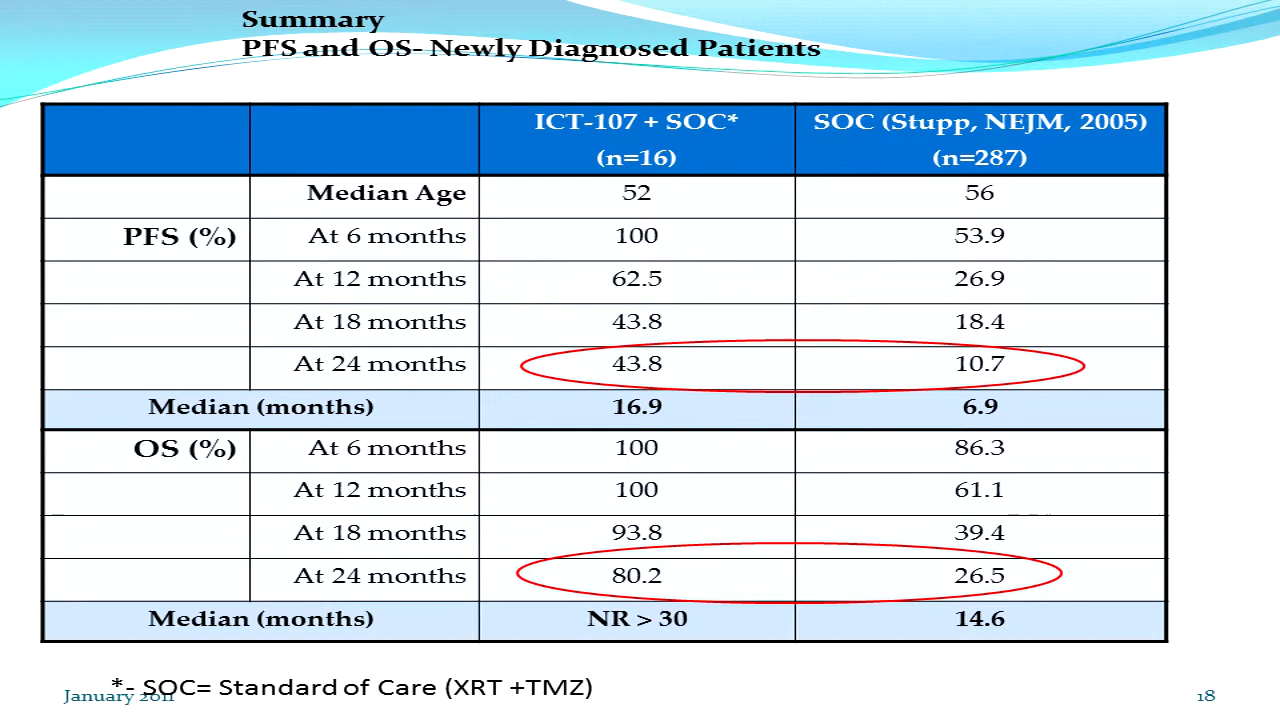 Summary
PFS and OS- Newly Diagnosed Patients
ICT-107 + SOC* SOC (Stupp, NEJM, 2005)
(n=16) (n=287)
Median Age 52 56
PFS (%) At 6 months 100 53.9
At 12 months 62.5 26.9
At 18 months 43.8 18.4
At 24 months 43.8 10.7
Median (months) 16.9 6.9
OS (%) At 6 months 100 86.3
At 12 months 100 61.1
At 18 months 93.8 39.4
At 24 months 80.2 26.5
Median (months) NR > 30 14.6
*- SOC= Standard of Care (XRT +TMZ)
January 2011 18